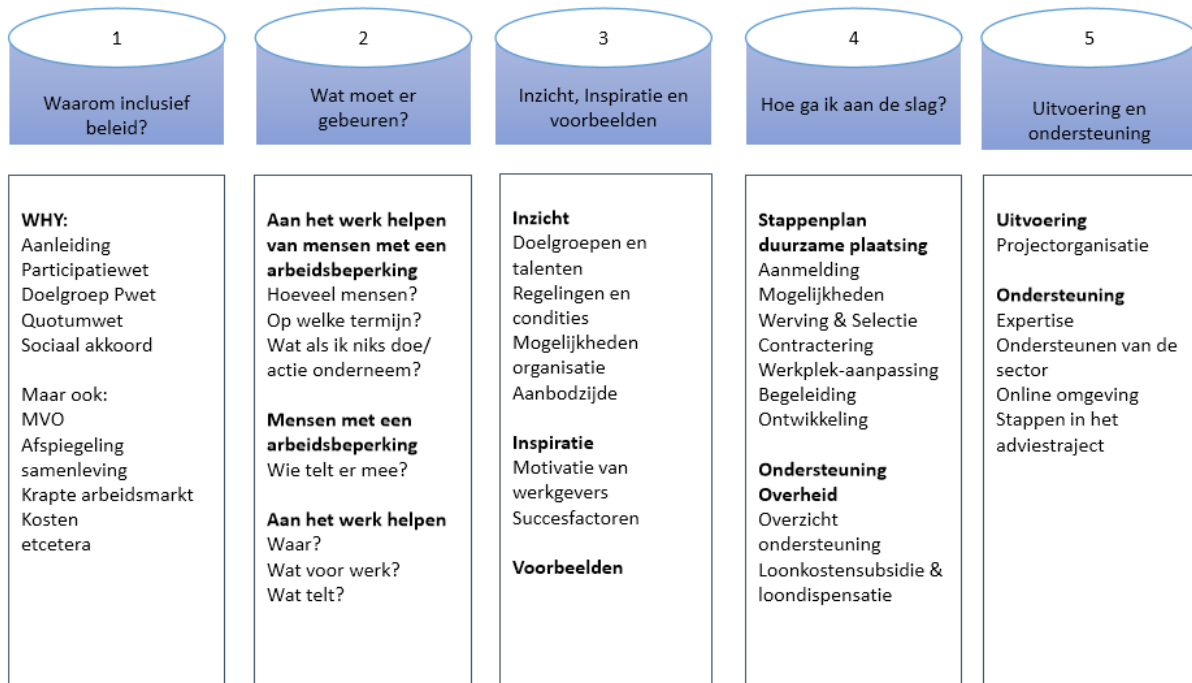 1
Waarom inclusief
beleid?
WHY:
Aanleiding
Participatiewet
Doelgroep Pwet
Quotumwet
Sociaal akkoord
Maar ook:
MVO
Afspiegeling
samenleving
Krapte arbeidsmarkt
Kosten
etcetera
2
Wat moet er
gebeuren?
Aan het werk helpen
van mensen met een
arbeidsbeperking
Hoeveel mensen?
Op welke termijn?
Wat als ik niks doe/
actie onderneem?
Mensen met een
arbeidsbeperking
Wie telt er mee?
Aan het werk helpen
Waar?
Wat voor werk?
Wat telt?
3
Inzicht, Inspiratie en
voorbeelden
Inzicht
Doelgroepen en
talenten
Regelingen en
condities
Mogelijkheden
organisatie
Aanbodzijde
Inspiratie
Motivatie van
werkgevers
Succesfactoren
Voorbeelden
4
Hoe ga ik aan de slag?
Stappenplan
duurzame plaatsing
Aanmelding
Mogelijkheden
Werving & Selectie
Contractering
Werkplek-aanpassing
Begeleiding
Ontwikkeling
Ondersteuning
Overheid
Overzicht
ondersteuning
Loonkostensubsidie &
loondispensatie
5
Uitvoering en
ondersteuning
Uitvoering
Projectorganisatie
Ondersteuning
Expertise
Ondersteunen van de
sector
Online omgeving
Stappen in het
adviestraject